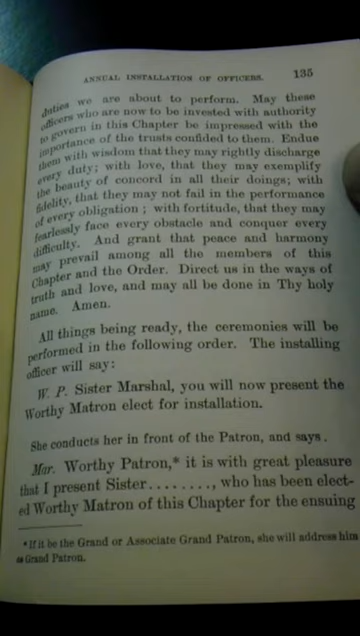 ANNUAL INSTALLATION OF OFFICERS. 135
duties we are about to perform. May these
officers who are now to be invested with authority
to govern in this Chapter be impressed with the
importance of the trusts confided to them. Endue
them with wisdom that they may rightly discharge
every duty; with love, that they may exemplify
the beauty of concord in all their doings; with
fidelity, that they may not fail in the performance
of every obligation ; with fortitude, that they may
fearlessly face every obstacle and conquer every
difficulty. And grant that peace and harmony
may prevail among all the members of this
Chapter and the Order. Direct us in the ways of
truth and love, and may all be done in Thy holy
name. Amen.
All things being ready, the ceremonies will be
performed in the following order. The installing
officer will say:
W. P. Sister Marshal, you will now present the
Worthy Matron elect for installation.
She conducts her in front of the Patron, and says.
Mar. Worthy Patron,* it is with great pleasure
that I present Sister........, who has been elect-
ed Worthy Matron of this Chapter for the ensuing
*If it be the Grand or Associate Grand Patron, she will address him
as Grand Patron.